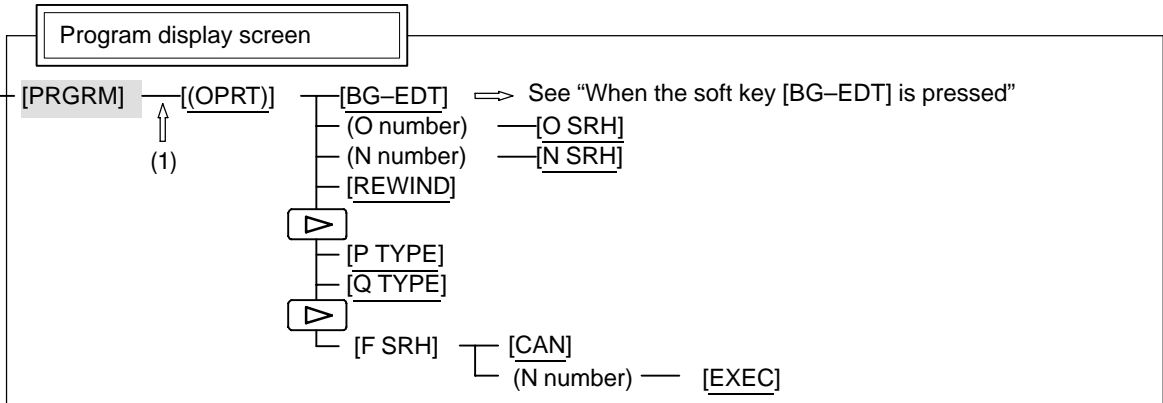 Program display screen
[PRGRM] [(OPRT)] [BG–EDT] See “When the soft key [BG–EDT] is pressed”
(O number) [O SRH]
(1) (N number) [N SRH]
[REWIND]
[P TYPE]
[Q TYPE]
[F SRH] [CAN]
(N number) [EXEC]